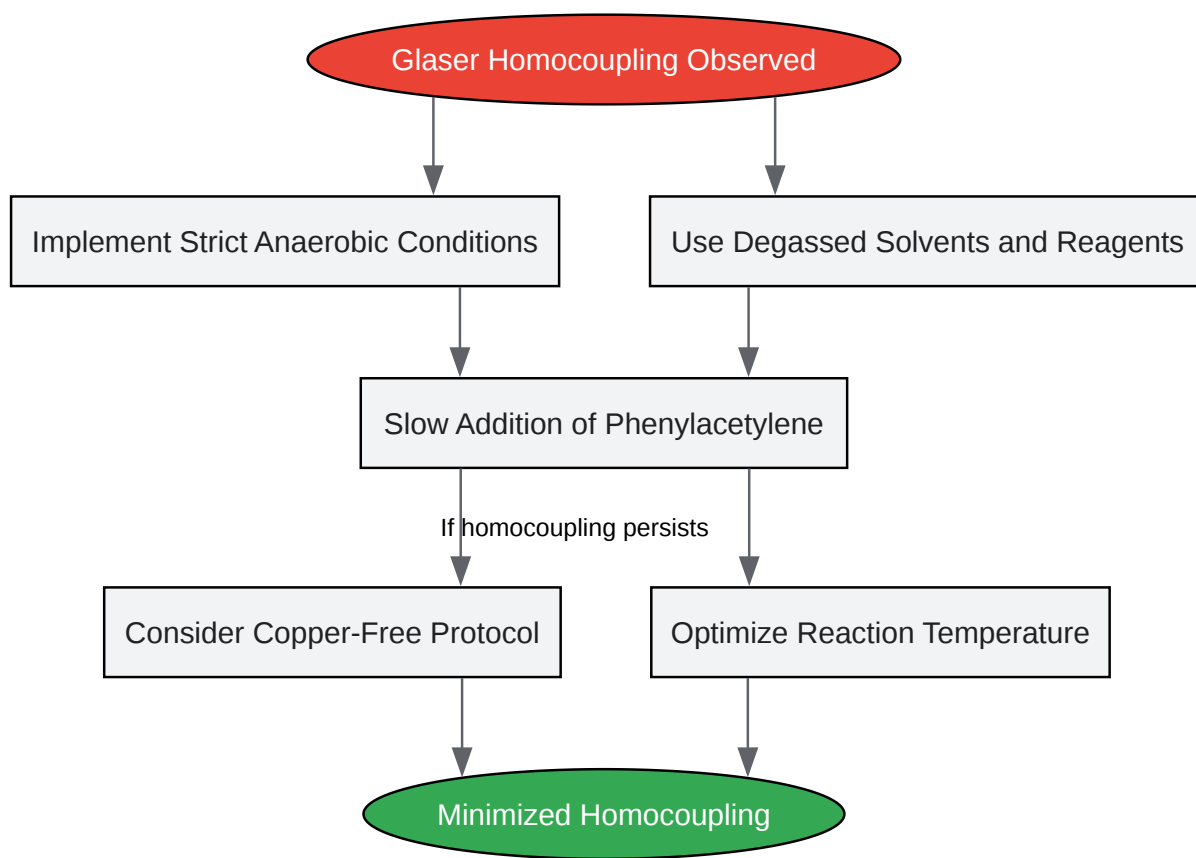 Glaser Homocoupling Observed
Implement Strict Anaerobic Conditions
Use Degassed Solvents and Reagents
Slow Addition of Phenylacetylene
If homocoupling persists
Consider Copper-Free Protocol
Optimize Reaction Temperature
Minimized Homocoupling